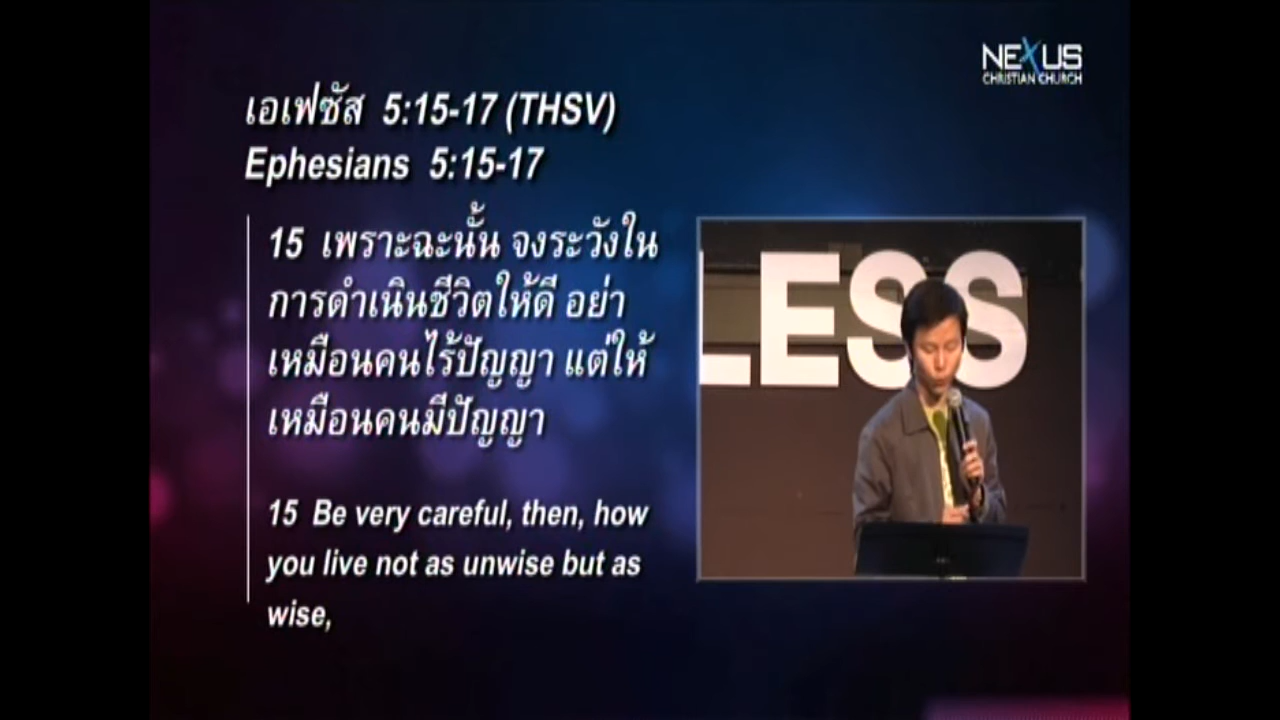 NEXUS
CHRISTIAN CHURCH
เอเฟซัส 5:15-17 (THSV)
Ephesians 5:15-17
15 เพราะฉะนั้น จงระวังใน
การดำเนินชีวิตให้ดี อย่า
เหมือนคนไร้ปัญญา แต่ให้
เหมือนคนมีปัญญา
15 Be very careful, then, how
you live not as unwise but as
wise,
LESS